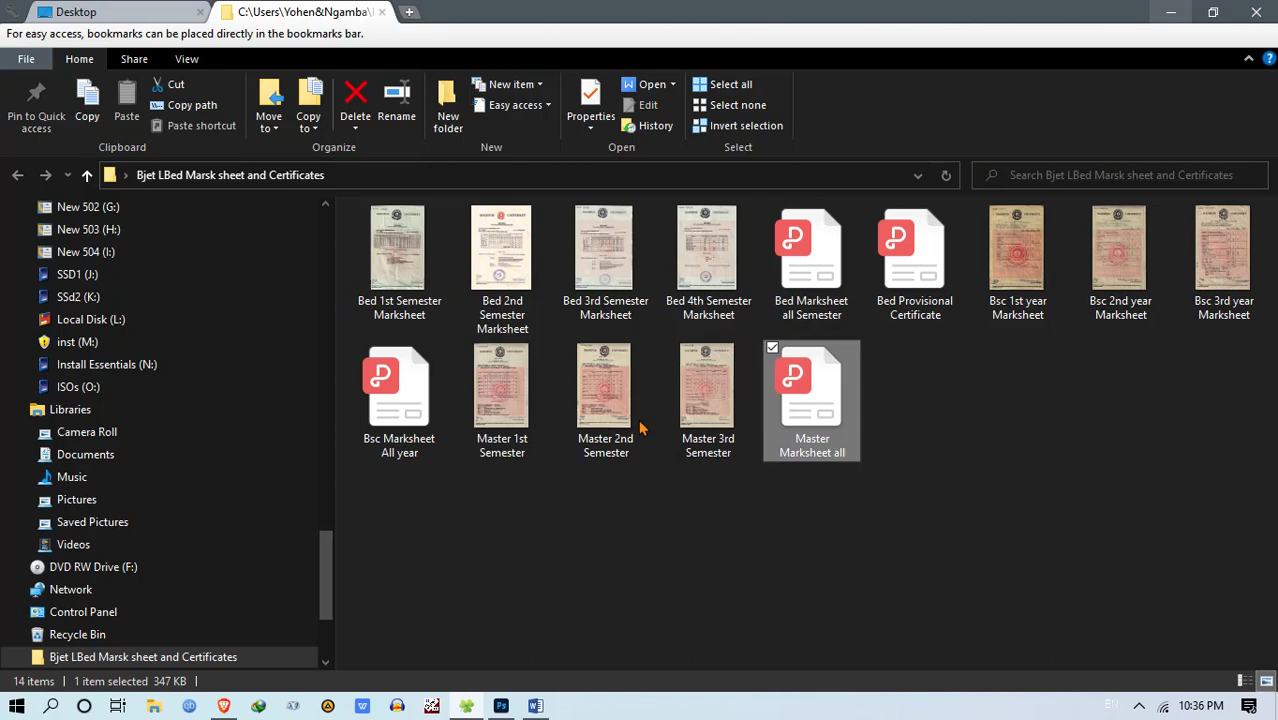 Desktop
C:\Users\Yohen&Ngamba\
For easy access, bookmarks can be placed directly in the bookmarks bar.
File Home Share View
Pin to Quick access
Copy
Paste
Cut
Copy path
Paste shortcut
Clipboard
Move to
Copy to
Delete
Rename
Organize
New folder
New item
Easy access
New
Properties
Open
Edit
History
Open
Select all
Select none
Invert selection
Select
Bjet LBed Marsk sheet and Certificates
Search Bjet LBed Marsk sheet and Certificates
New 502 (G:)
New 503 (H:)
New 504 (I:)
SSD1 (J:)
SSd2 (K:)
Local Disk (L:)
inst (M:)
Install Essentials (N:)
ISOs (O:)
Libraries
Camera Roll
Documents
Music
Pictures
Saved Pictures
Videos
DVD RW Drive (F:)
Network
Control Panel
Recycle Bin
Bjet LBed Marsk sheet and Certificates
Bed 1st Semester Marksheet
Bed 2nd Semester Marksheet
Bed 3rd Semester Marksheet
Bed 4th Semester Marksheet
Bed Marksheet all Semester
Bed Provisional Certificate
Bsc 1st year Marksheet
Bsc 2nd year Marksheet
Bsc 3rd year Marksheet
Bsc Marksheet All year
Master 1st Semester
Master 2nd Semester
Master 3rd Semester
Master Marksheet all
14 items 1 item selected 347 KB
EN
10:36 PM